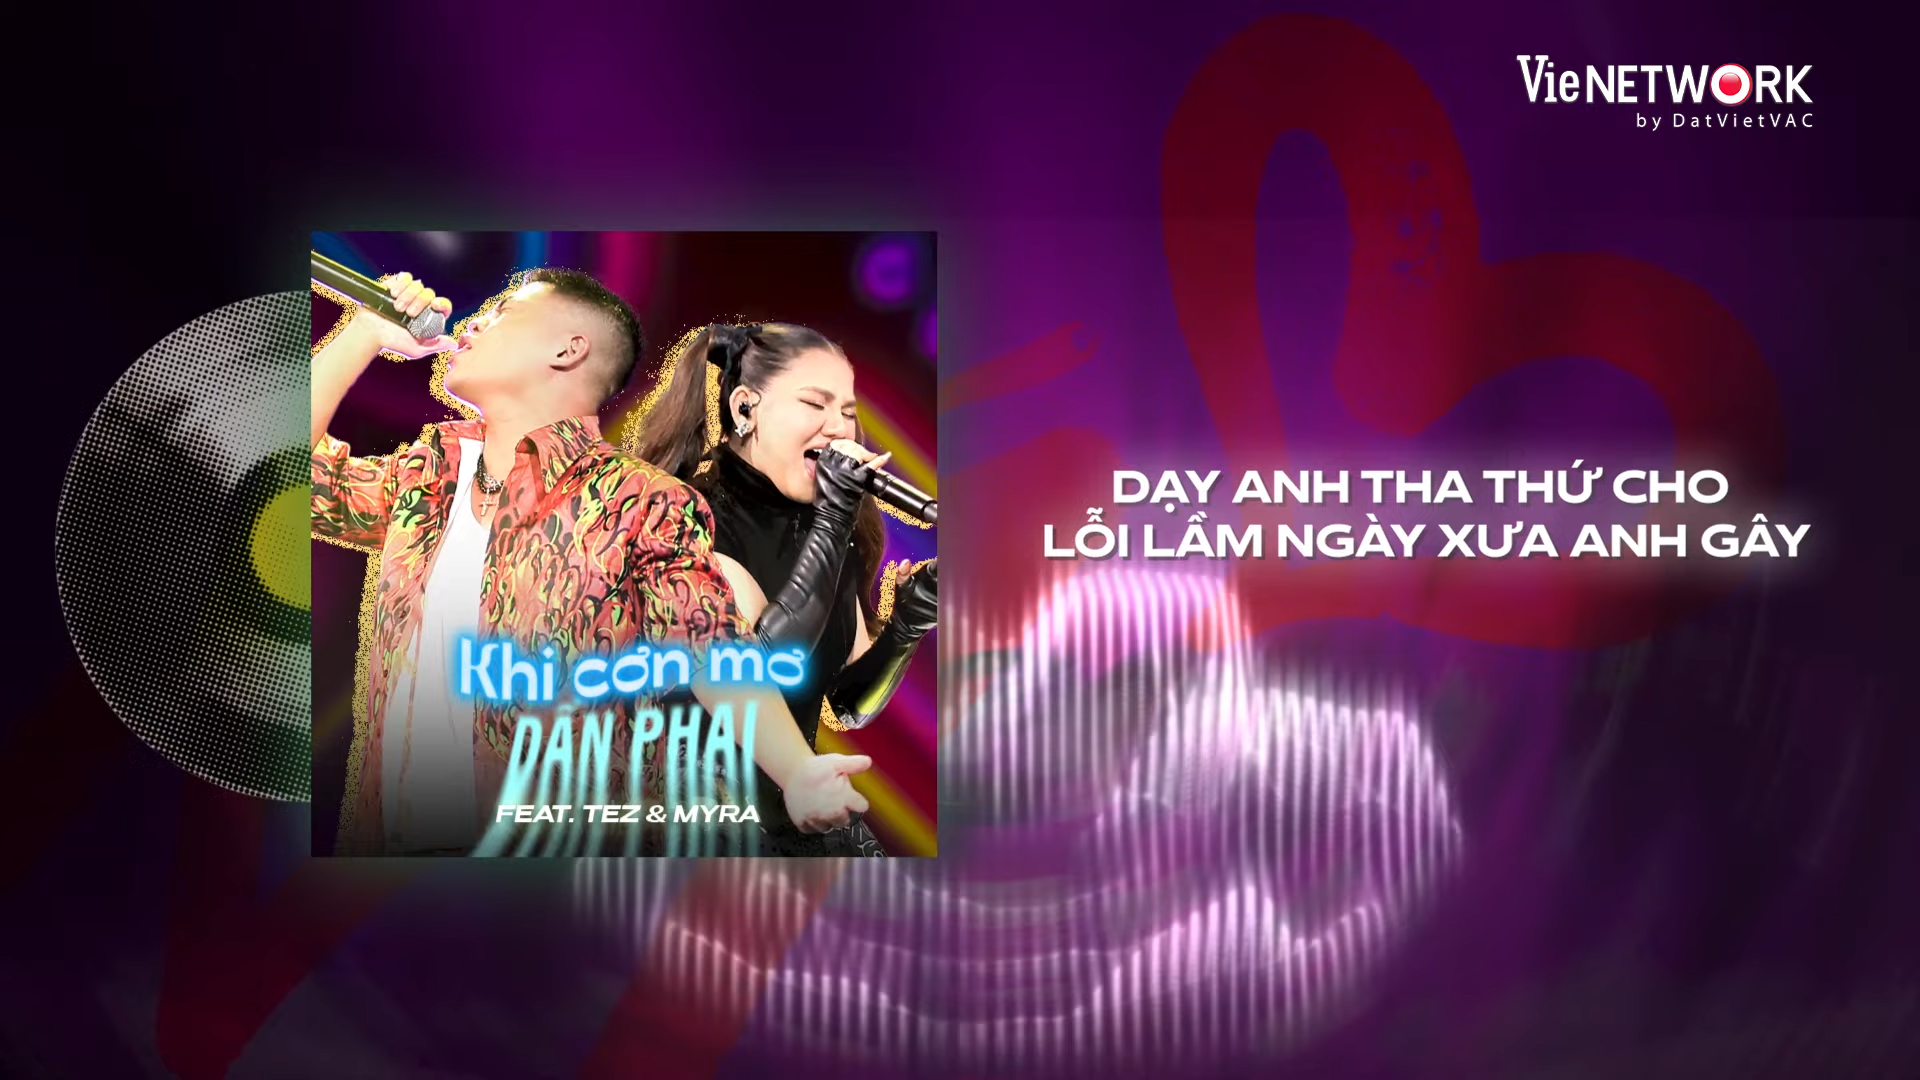 VieNETWORK
by DatVietVAC
DẠY ANH THA THỨ CHO
LỖI LẦM NGÀY XƯA ANH GÂY
Khi cơn mơ
DẦN PHAI
FEAT. TEZ & MYRA